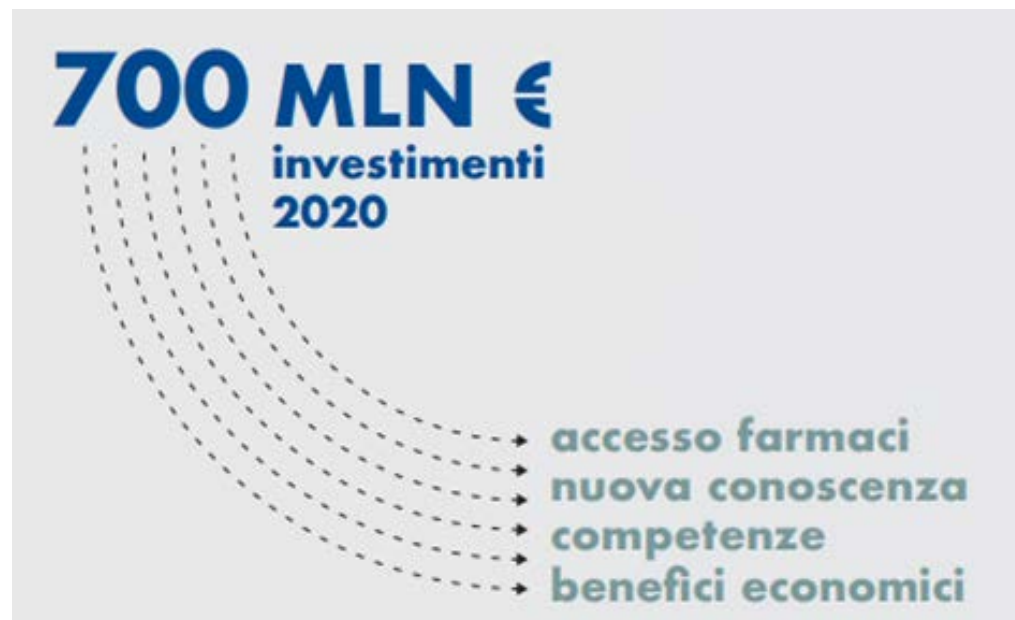 700 MLN €
investimenti
2020
accesso farmaci
nuova conoscenza
competenze
benefici economici